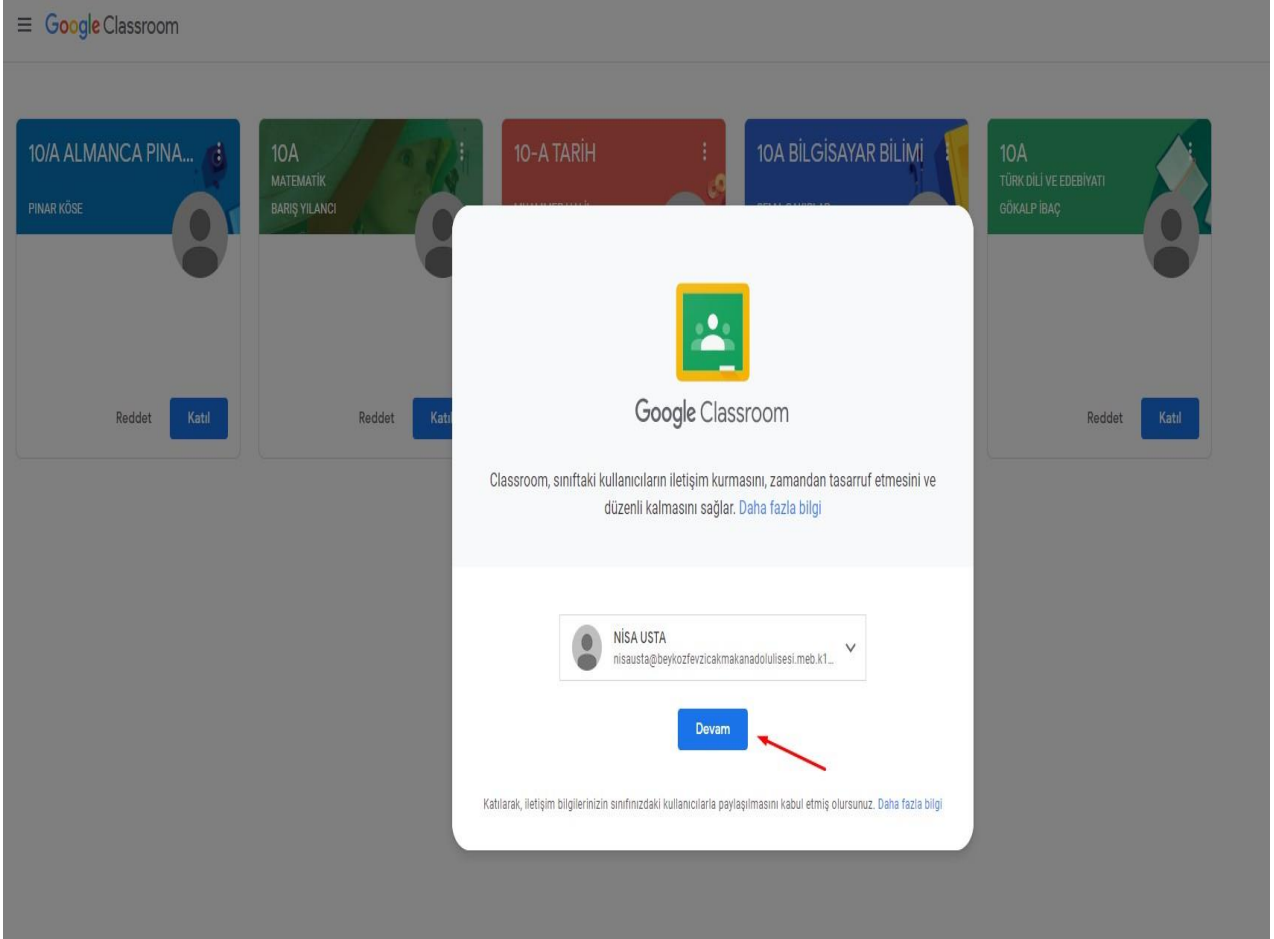 Google Classroom
10/A ALMANCA PINA...
PINAR KÖSE
10A
MATEMATİK
BARIŞ YILANCI
10-A TARİH
10A BİLGİSAYAR BİLİMİ
10A
TÜRK DİLİ VE EDEBİYATI
GÖKALP İBAÇ
Reddet Katıl
Reddet
Reddet Katıl
Google Classroom
Classroom, sınıftaki kullanıcıların iletişim kurmasını, zamandan tasarruf etmesini ve
düzenli kalmasını sağlar. Daha fazla bilgi
NİSA USTA
nisausta@beykozfevzicakmakanadolulisesi.meb.k1...
Devam
Katılarak, iletişim bilgilerinizin sınıfınızdaki kullanıcılarla paylaşılmasını kabul etmiş olursunuz. Daha fazla bilgi